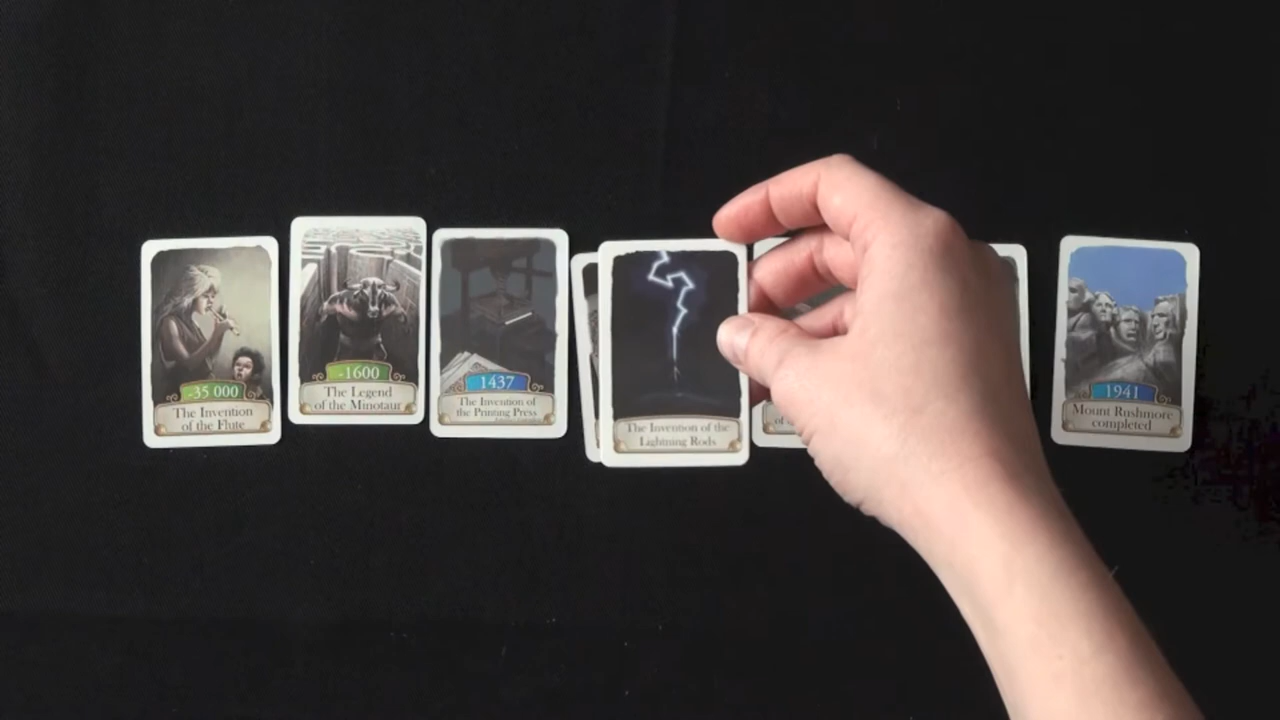 -35 000
The Invention
of the Flute
-1600
The Legend
of the Minotaur
1437
The Invention of
the Printing Press
The Invention of the
Lightning Rods
of
1941
Mount Rushmore
completed